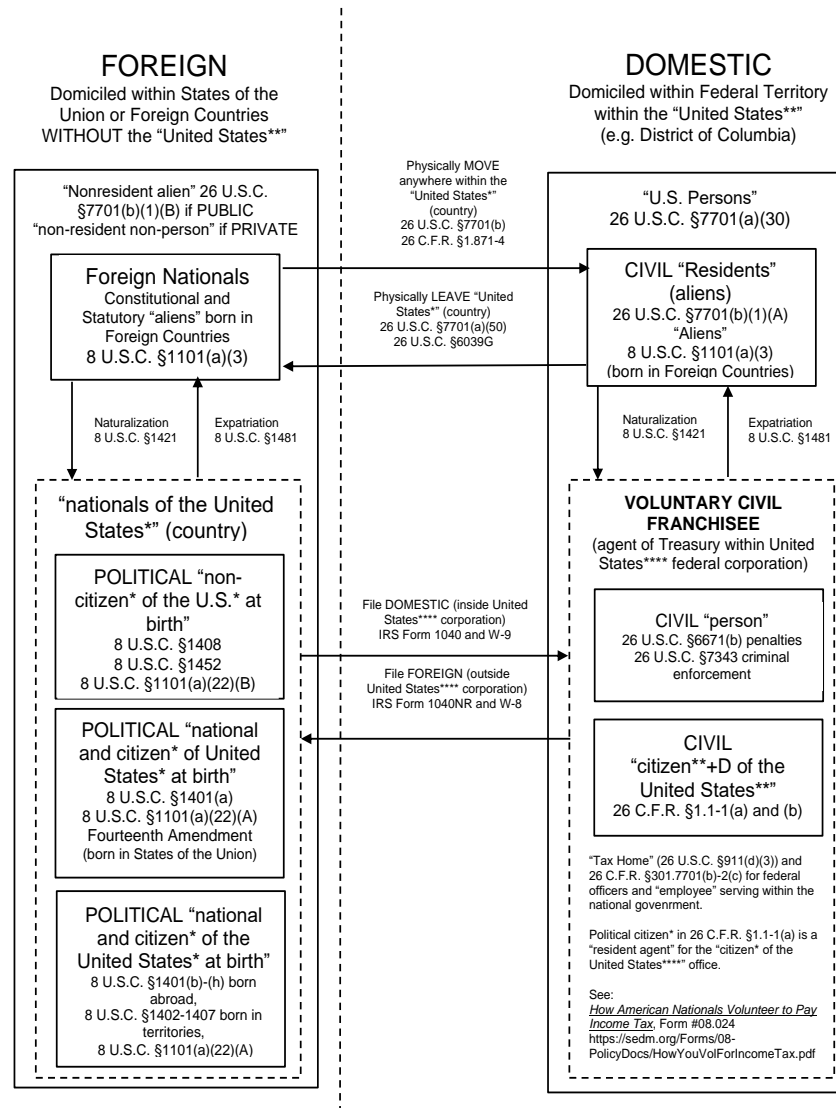 FOREIGN
Domiciled within States of the
Union or Foreign Countries
WITHOUT the “United States**”
“Nonresident alien” 26 U.S.C.
§7701(b)(1)(B) if PUBLIC
“non-resident non-person” if PRIVATE
Foreign Nationals
Constitutional and
Statutory “aliens” born in
Foreign Countries
8 U.S.C. §1101(a)(3)
Naturalization
8 U.S.C. §1421
Expatriation
8 U.S.C. §1481
“nationals of the United
States*” (country)
POLITICAL “non-
citizen* of the U.S.* at
birth”
8 U.S.C. §1408
8 U.S.C. §1452
8 U.S.C. §1101(a)(22)(B)
POLITICAL “national
and citizen* of United
States* at birth”
8 U.S.C. §1401(a)
8 U.S.C. §1101(a)(22)(A)
Fourteenth Amendment
(born in States of the Union)
POLITICAL “national
and citizen* of the
United States* at birth”
8 U.S.C. §1401(b)-(h) born
abroad,
8 U.S.C. §1402-1407 born in
territories,
8 U.S.C. §1101(a)(22)(A)
Physically MOVE
anywhere within the
“United States*”
(country)
26 U.S.C. §7701(b)
26 C.F.R. §1.871-4
Physically LEAVE “United
States*” (country)
26 U.S.C. §7701(a)(50)
26 U.S.C. §6039G
File DOMESTIC (inside United
States**** corporation)
IRS Form 1040 and W-9
File FOREIGN (outside
United States**** corporation)
IRS Form 1040NR and W-8
DOMESTIC
Domiciled within Federal Territory
within the “United States**”
(e.g. District of Columbia)
“U.S. Persons”
26 U.S.C. §7701(a)(30)
CIVIL “Residents”
(aliens)
26 U.S.C. §7701(b)(1)(A)
“Aliens”
8 U.S.C. §1101(a)(3)
(born in Foreign Countries)
Naturalization
8 U.S.C. §1421
Expatriation
8 U.S.C. §1481
VOLUNTARY CIVIL
FRANCHISEE
(agent of Treasury within United
States**** federal corporation)
CIVIL “person”
26 U.S.C. §6671(b) penalties
26 U.S.C. §7343 criminal
enforcement
CIVIL
“citizen**+D of the
United States**”
26 C.F.R. §1.1-1(a) and (b)
“Tax Home” (26 U.S.C. §911(d)(3)) and
26 C.F.R. §301.7701(b)-2(c) for federal
officers and “employee” serving within the
national govenrment.
Political citizen* in 26 C.F.R. §1.1-1(a) is a
“resident agent” for the “citizen* of the
United States****” office.
See:
How American Nationals Volunteer to Pay
Income Tax, Form #08.024
https://sedm.org/Forms/08-
PolicyDocs/HowYouVolForIncomeTax.pdf